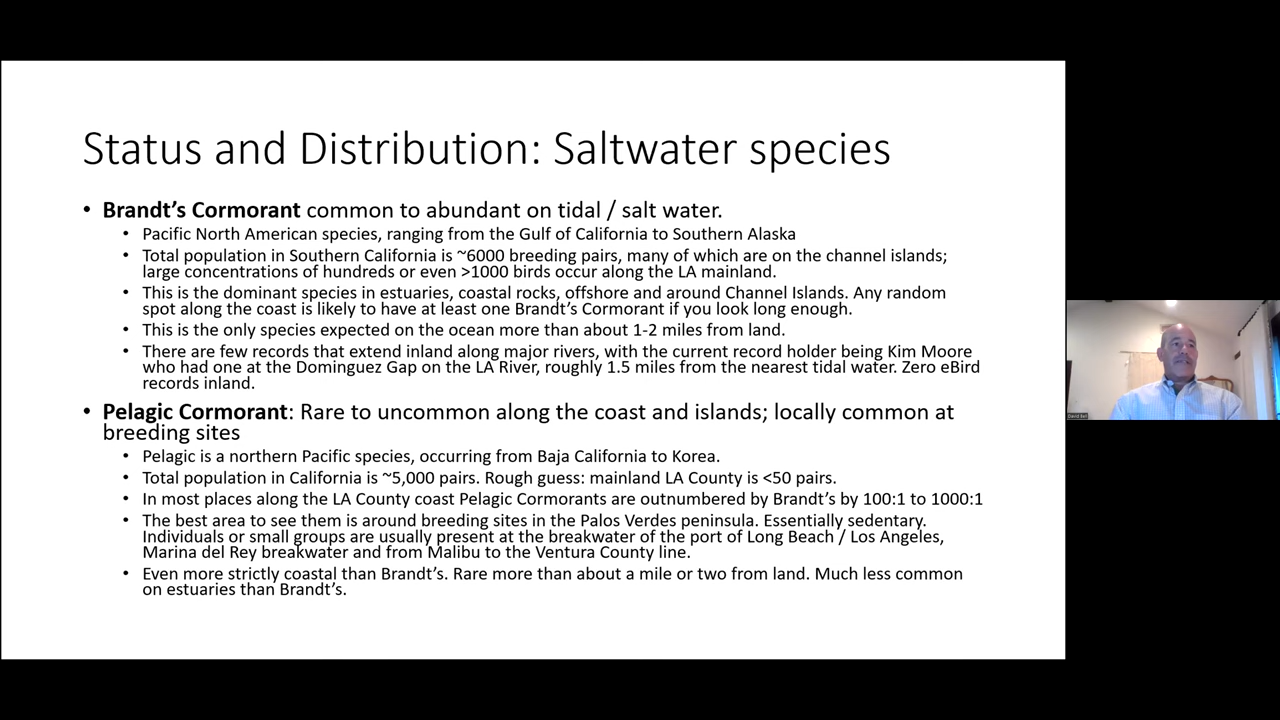 Status and Distribution: Saltwater species
• Brandt's Cormorant common to abundant on tidal / salt water.
• Pacific North American species, ranging from the Gulf of California to Southern Alaska
• Total population in Southern California is ~6000 breeding pairs, many of which are on the channel islands;
large concentrations of hundreds or even >1000 birds occur along the LA mainland.
• This is the dominant species in estuaries, coastal rocks, offshore and around Channel Islands. Any random
spot along the coast is likely to have at least one Brandt's Cormorant if you look long enough.
• This is the only species expected on the ocean more than about 1-2 miles from land.
• There are few records that extend inland along major rivers, with the current record holder being Kim Moore
who had one at the Dominguez Gap on the LA River, roughly 1.5 miles from the nearest tidal water. Zero eBird
records inland.
• Pelagic Cormorant: Rare to uncommon along the coast and islands; locally common at
breeding sites
• Pelagic is a northern Pacific species, occurring from Baja California to Korea.
• Total population in California is ~5,000 pairs. Rough guess: mainland LA County is <50 pairs.
• In most places along the LA County coast Pelagic Cormorants are outnumbered by Brandt's by 100:1 to 1000:1
• The best area to see them is around breeding sites in the Palos Verdes peninsula. Essentially sedentary.
Individuals or small groups are usually present at the breakwater of the port of Long Beach / Los Angeles,
Marina del Rey breakwater and from Malibu to the Ventura County line.
• Even more strictly coastal than Brandt's. Rare more than about a mile or two from land. Much less common
on estuaries than Brandt's.
David Bell